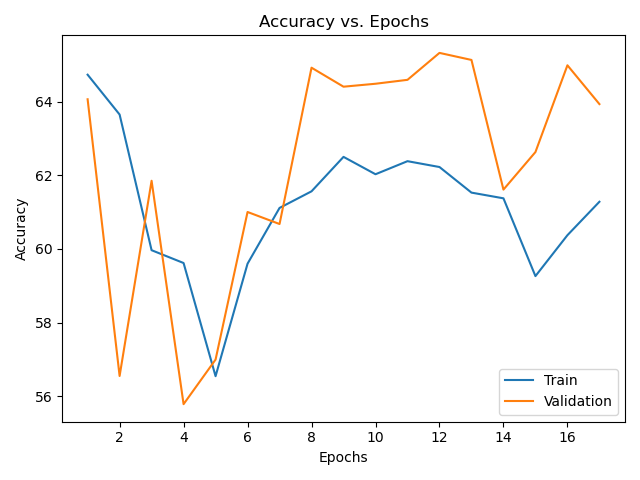 Accuracy vs. Epochs
Accuracy
64
62
60
58
56
2 4 6 8 10 12 14 16
Epochs
Train
Validation